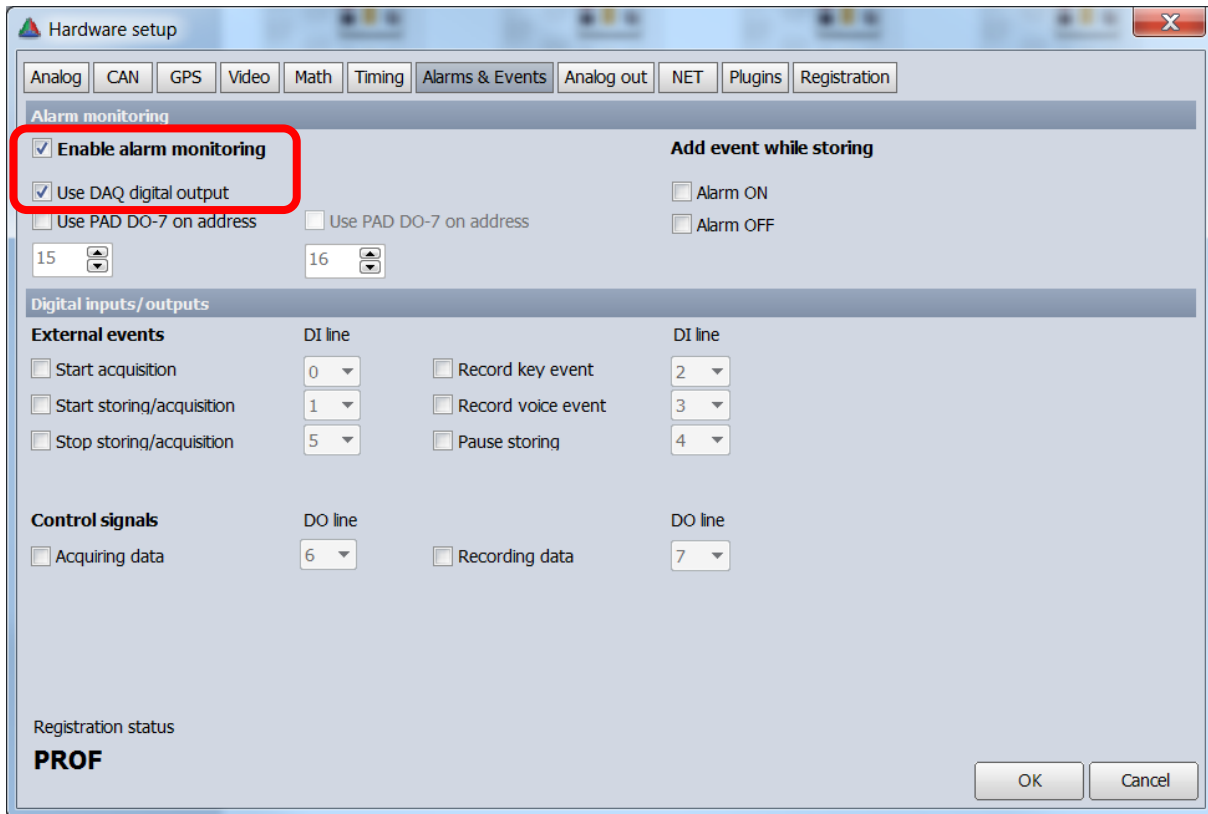 Hardware setup
Analog CAN GPS Video Math Timing Alarms & Events Analog out NET Plugins Registration
Alarm monitoring
Enable alarm monitoring Add event while storing
Use DAQ digital output Alarm ON
Use PAD DO-7 on address Use PAD DO-7 on address Alarm OFF
15 16
Digital inputs/outputs
External events DI line DI line
Start acquisition 0 Record key event 2
Start storing/acquisition 1 Record voice event 3
Stop storing/acquisition 5 Pause storing 4
Control signals DO line DO line
Acquiring data 6 Recording data 7
Registration status
PROF
OK Cancel